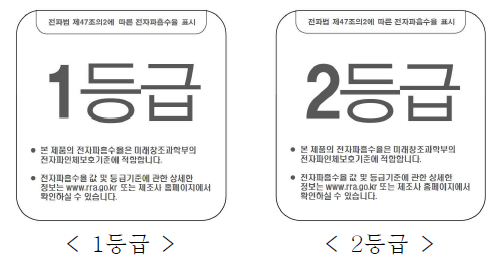 전파법 제47조의2에 따른 전자파흡수율 표시
1등급
● 본 제품의 전자파흡수율은 미래창조과학부의
전자파인체보호기준에 적합합니다.
● 전자파흡수율 값 및 등급기준에 관한 상세한
정보는 www.rra.go.kr 또는 제조사 홈페이지에서
확인하실 수 있습니다.
< 1등급 >
전파법 제47조의2에 따른 전자파흡수율 표시
2등급
● 본 제품의 전자파흡수율은 미래창조과학부의
전자파인체보호기준에 적합합니다.
● 전자파흡수율 값 및 등급기준에 관한 상세한
정보는 www.rra.go.kr 또는 제조사 홈페이지에서
확인하실 수 있습니다.
< 2등급 >